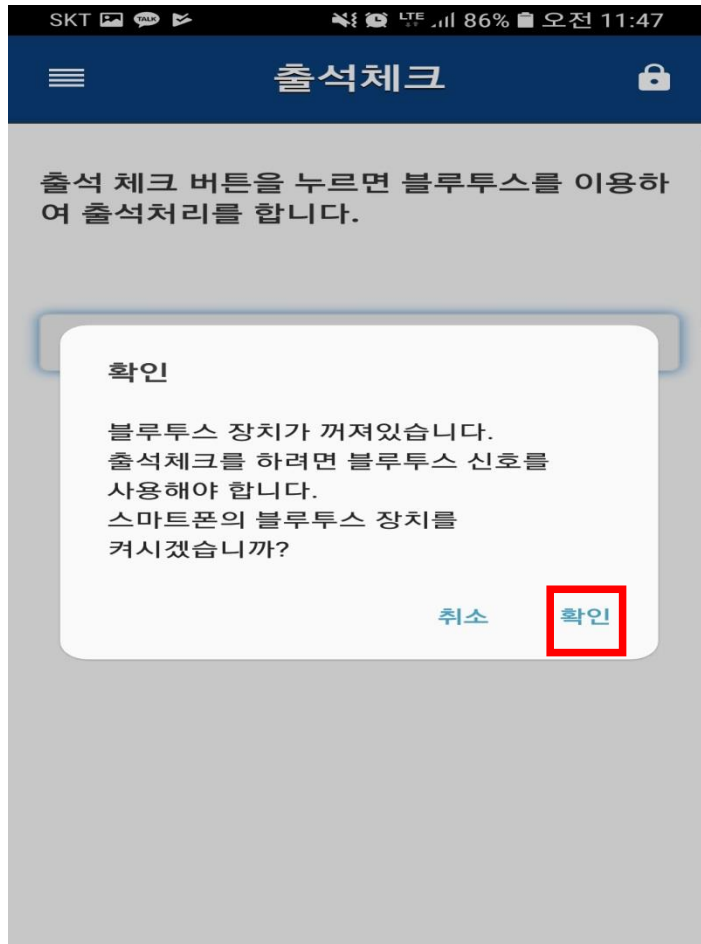 SKT TALK LTE 86% 오전 11:47
출석체크
출석 체크 버튼을 누르면 블루투스를 이용하
여 출석처리를 합니다.
확인
블루투스 장치가 꺼져있습니다.
출석체크를 하려면 블루투스 신호를
사용해야 합니다.
스마트폰의 블루투스 장치를
켜시겠습니까?
취소 확인